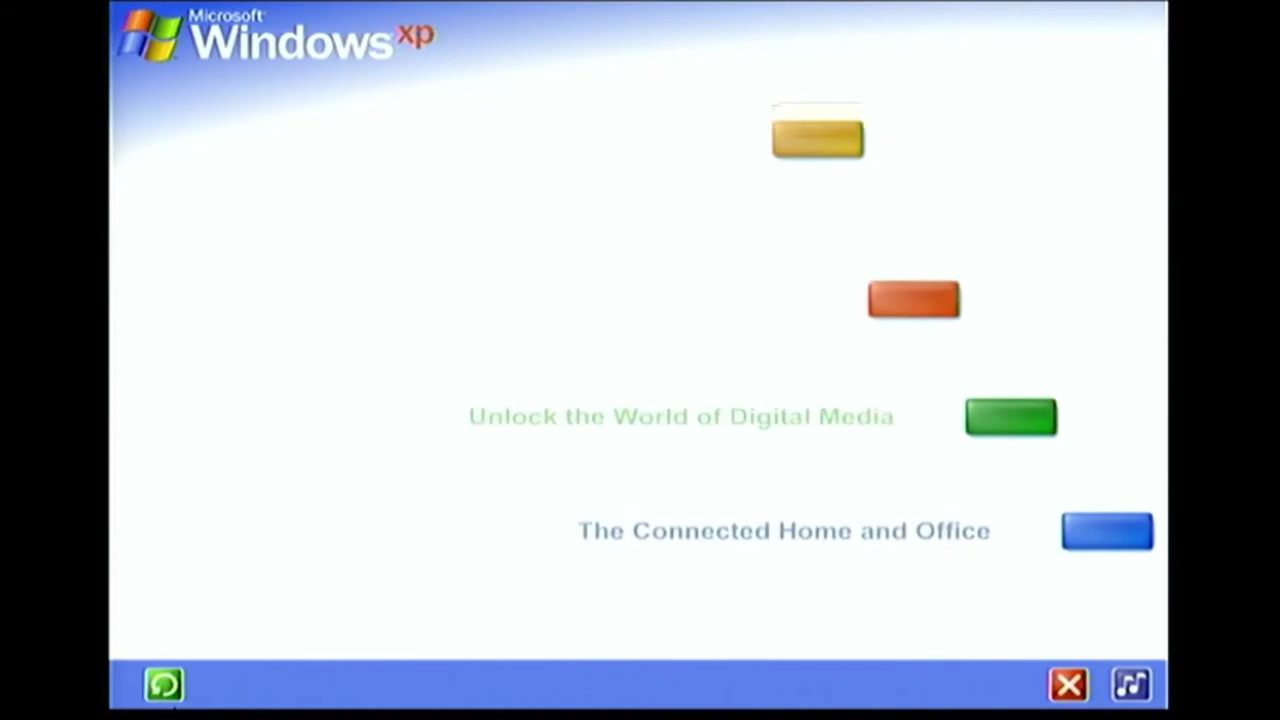 Microsoft
Windows xp
Unlock the World of Digital Media
The Connected Home and Office